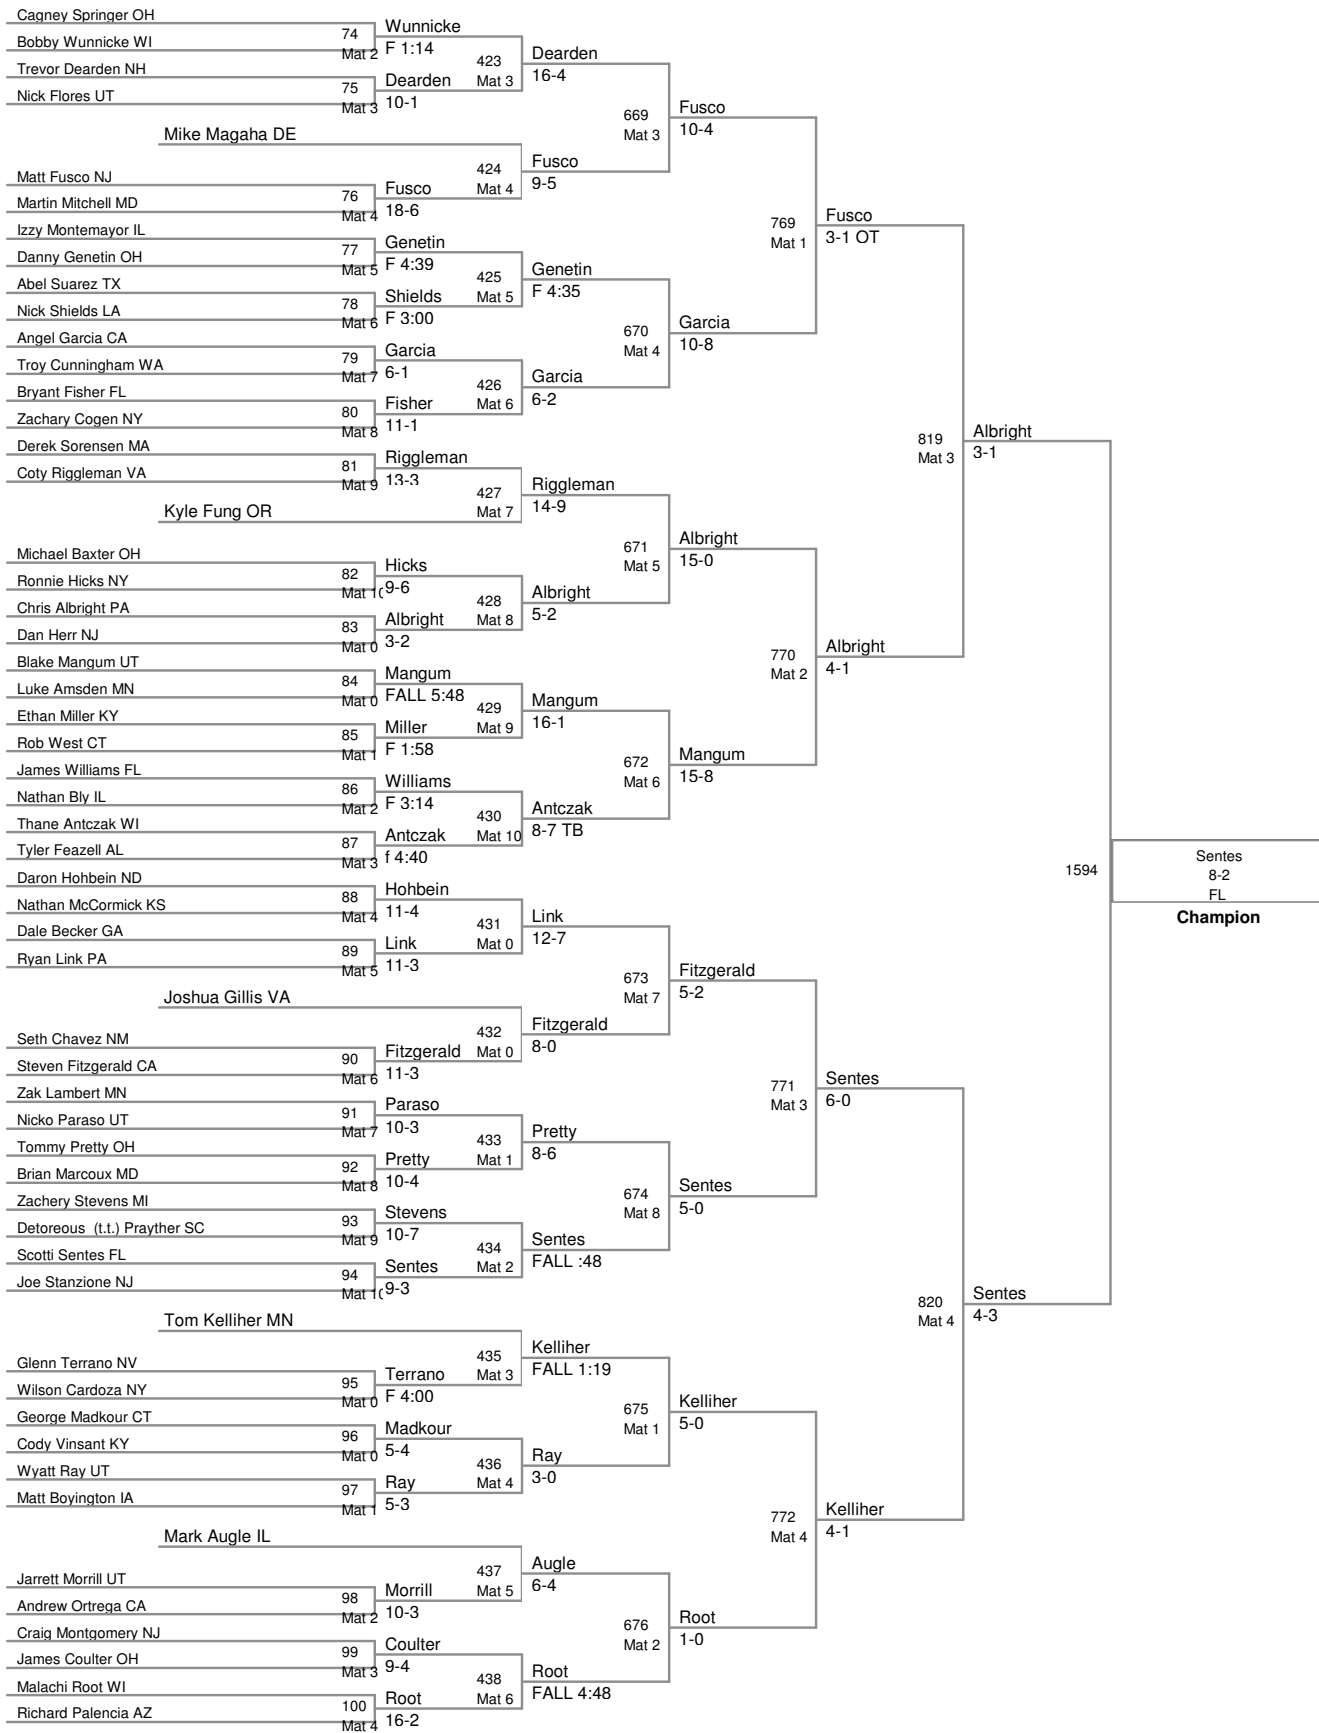 Cagney Springer OH
Bobby Wunnicke WI
74
Mat 2
Wunnicke
F 1:14
Trevor Dearden NH
Nick Flores UT
75
Mat 3
Dearden
10-1
423
Mat 3
Dearden
16-4
Mike Magaha DE
Matt Fusco NJ
Martin Mitchell MD
76
Mat 4
Fusco
18-6
424
Mat 4
Fusco
9-5
669
Mat 3
Fusco
10-4
Izzy Montemayor IL
Danny Genetin OH
77
Mat 5
Genetin
F 4:39
Abel Suarez TX
Nick Shields LA
78
Mat 6
Shields
F 3:00
425
Mat 5
Genetin
F 4:35
Angel Garcia CA
Troy Cunningham WA
79
Mat 7
Garcia
6-1
Bryant Fisher FL
Zachary Cogen NY
80
Mat 8
Fisher
11-1
426
Mat 6
Garcia
6-2
670
Mat 4
Garcia
10-8
769
Mat 1
Fusco
3-1 OT
Derek Sorensen MA
Coty Riggleman VA
81
Mat 9
Riggleman
13-3
Kyle Fung OR
427
Mat 7
Riggleman
14-9
Michael Baxter OH
Ronnie Hicks NY
82
Mat 10
Hicks
9-6
Chris Albright PA
Dan Herr NJ
83
Mat 0
Albright
3-2
428
Mat 8
Albright
5-2
671
Mat 5
Albright
15-0
Blake Mangum UT
Luke Amsden MN
84
Mat 0
Mangum
FALL 5:48
Ethan Miller KY
Rob West CT
85
Mat 1
Miller
F 1:58
429
Mat 9
Mangum
16-1
James Williams FL
Nathan Bly IL
86
Mat 2
Williams
F 3:14
Thane Antczak WI
Tyler Feazell AL
87
Mat 3
Antczak
f 4:40
430
Mat 10
Antczak
8-7 TB
672
Mat 6
Mangum
15-8
770
Mat 2
Albright
4-1
819
Mat 3
Albright
3-1
Daron Hohbein ND
Nathan McCormick KS
88
Mat 4
Hohbein
11-4
Dale Becker GA
Ryan Link PA
89
Mat 5
Link
11-3
431
Mat 0
Link
12-7
Joshua Gillis VA
Seth Chavez NM
Steven Fitzgerald CA
90
Mat 6
Fitzgerald
11-3
432
Mat 0
Fitzgerald
8-0
673
Mat 7
Fitzgerald
5-2
Zak Lambert MN
Nicko Paraso UT
91
Mat 7
Paraso
10-3
Tommy Pretty OH
Brian Marcoux MD
92
Mat 8
Pretty
10-4
433
Mat 1
Pretty
8-6
Zachery Stevens MI
Detoreous (t.t.) Prayther SC
93
Mat 9
Stevens
10-7
Scotti Sentes FL
Joe Stanzione NJ
94
Mat 10
Sentes
9-3
434
Mat 2
Sentes
FALL :48
674
Mat 8
Sentes
5-0
771
Mat 3
Sentes
6-0
Tom Kelliher MN
Glenn Terrano NV
Wilson Cardoza NY
95
Mat 0
Terrano
F 4:00
435
Mat 3
Kelliher
FALL 1:19
George Madkour CT
Cody Vinsant KY
96
Mat 0
Madkour
5-4
Wyatt Ray UT
Matt Boyington IA
97
Mat 1
Ray
5-3
436
Mat 4
Ray
3-0
675
Mat 1
Kelliher
5-0
Mark Augle IL
Jarrett Morrill UT
Andrew Ortrega CA
98
Mat 2
Morrill
10-3
437
Mat 5
Augle
6-4
Craig Montgomery NJ
James Coulter OH
99
Mat 3
Coulter
9-4
Malachi Root WI
Richard Palencia AZ
100
Mat 4
Root
16-2
438
Mat 6
Root
FALL 4:48
676
Mat 2
Root
1-0
772
Mat 4
Kelliher
4-1
820
Mat 4
Sentes
4-3
1594
Sentes
8-2
FL
Champion